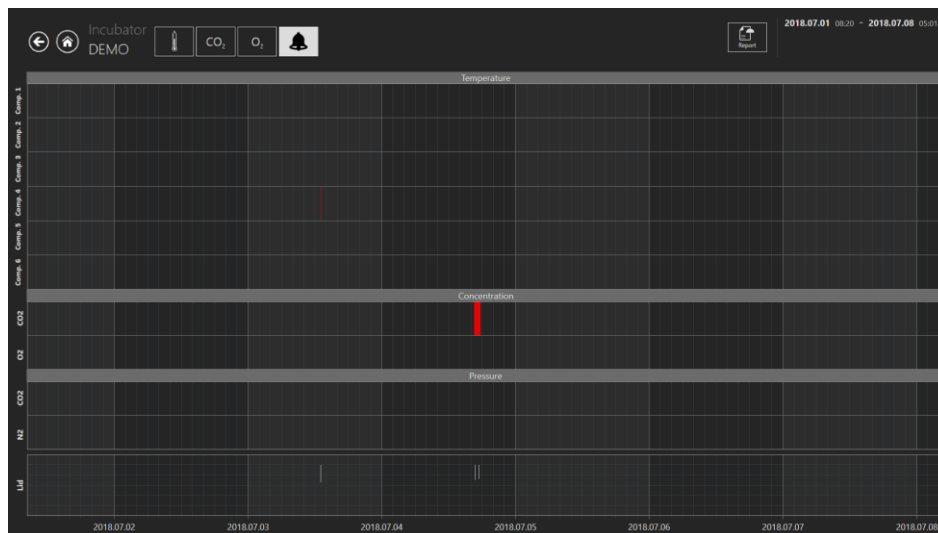 Incubator
DEMO
CO₂
O₂
Report
2018.07.01 08:20 ~ 2018.07.08 05:01
Temperature
Comp. 1
Comp. 2
Comp. 3
Comp. 4
Comp. 5
Comp. 6
Concentration
CO2
O2
Pressure
CO2
N2
Lid
2018.07.02 2018.07.03 2018.07.04 2018.07.05 2018.07.06 2018.07.07 2018.07.08